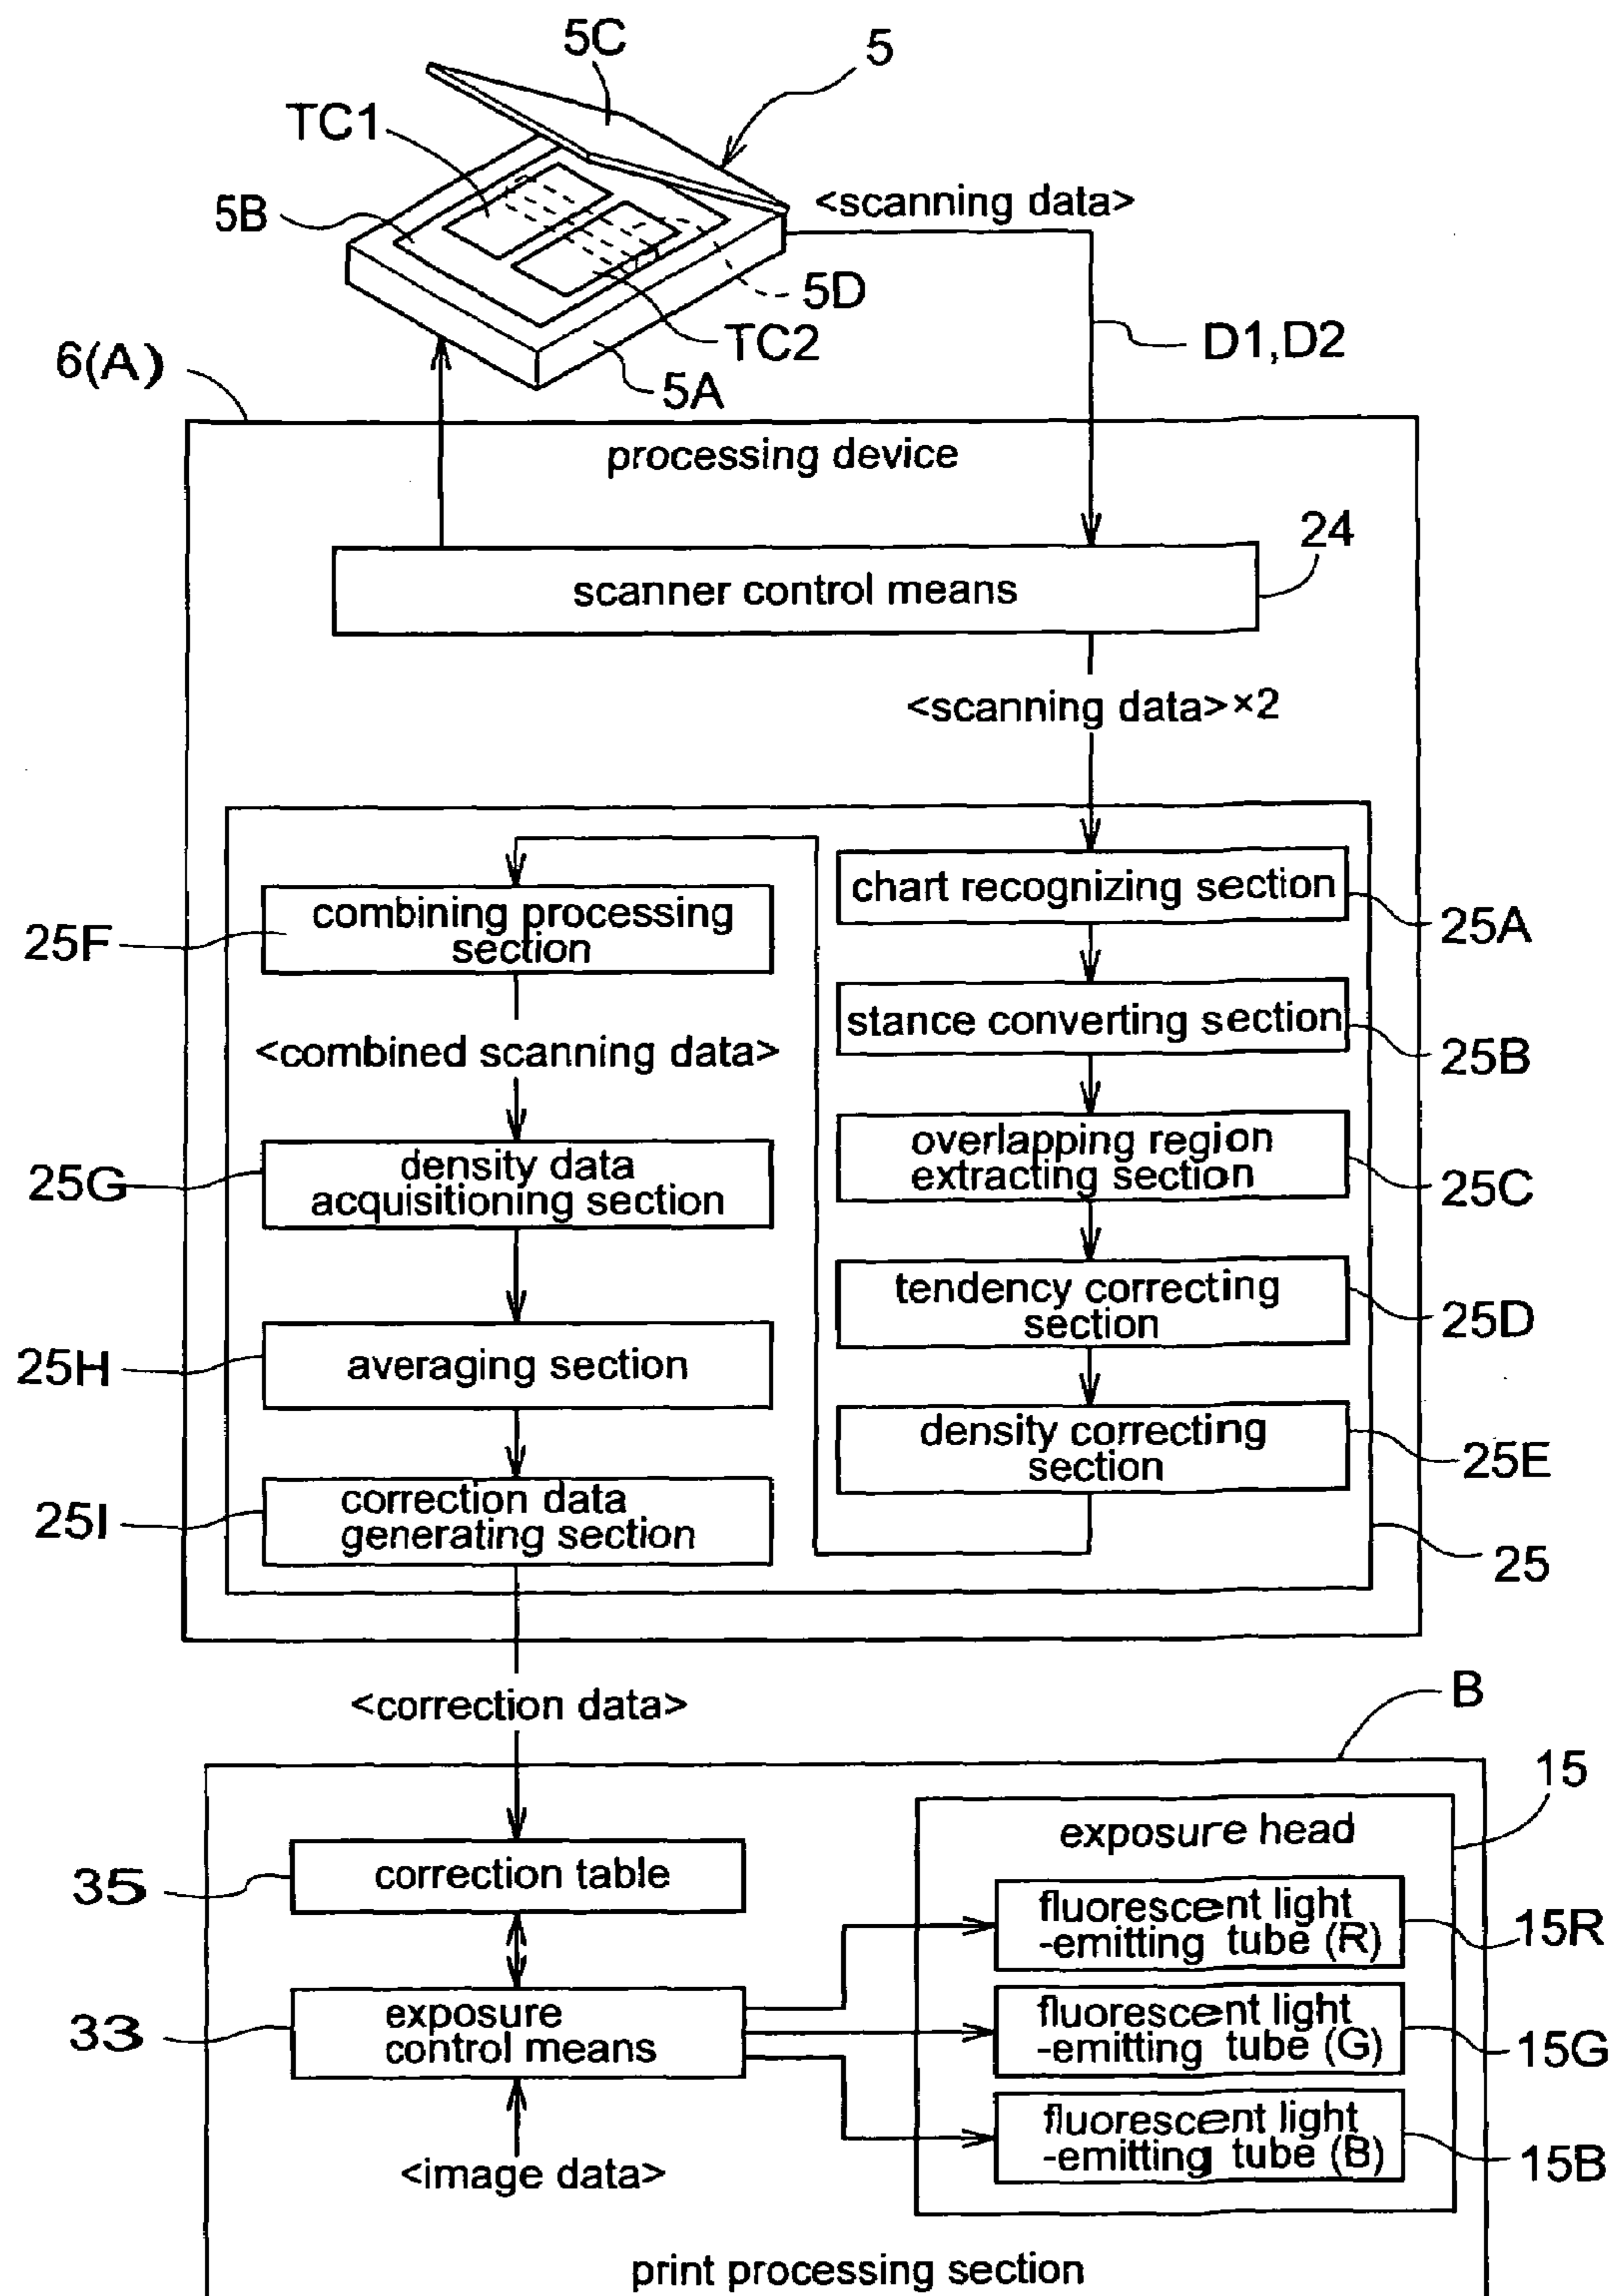 5C
5
TC1
5B
<scanning data>
5D
TC2
D1,D2
5A
6(A)
processing device
24
scanner control means
<scanning data>×2
chart recognizing section
25A
combining processing
section
25F
stance converting section
25B
<combined scanning data>
overlapping region
extracting section
25C
density data
acquisitioning section
25G
tendency correcting
section
25D
averaging section
25H
density correcting
section
25E
correction data
generating section
25I
25
<correction data>
B
15
exposure head
correction table
35
fluorescent light
-emitting tube (R)
15R
exposure
control means
33
fluorescent light
-emitting tube (G)
15G
fluorescent light
-emitting tube (B)
15B
<image data>
print processing section